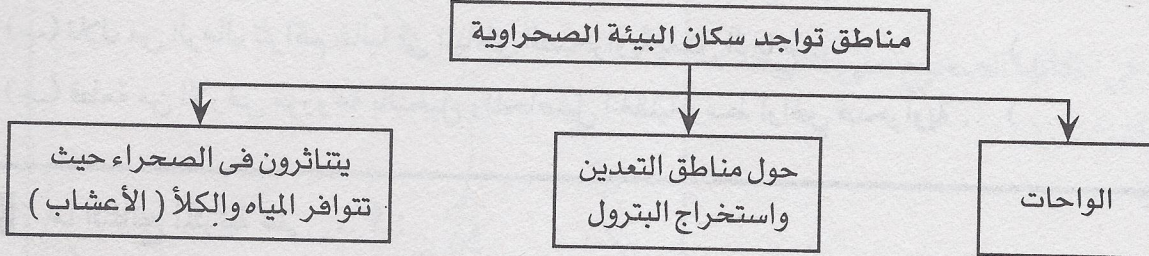 مناطق تواجد سكان البيئة الصحراوية
الواحات
حول مناطق التعدين
واستخراج البترول
يتناثرون فى الصحراء حيث
تتوافر المياه والكلأ ( الأعشاب )